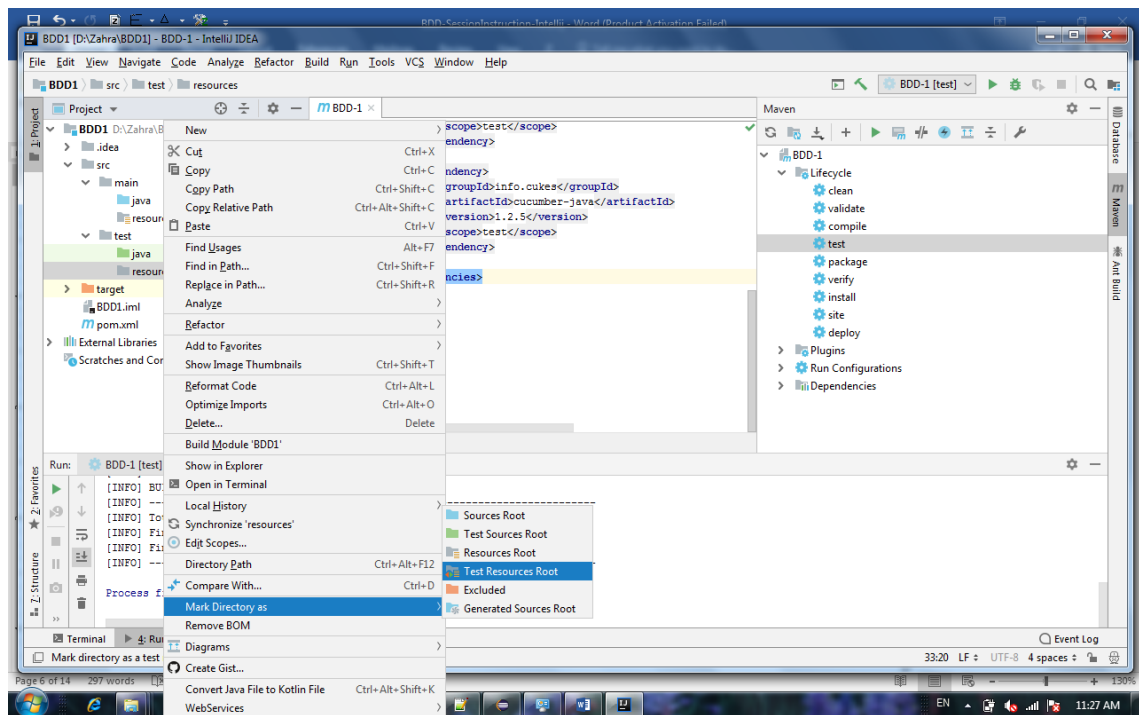 BDD-SessionInstruction-Intellij - Word (Product Activation Failed)
BDD1 [D:\Zahra\BDD1] - BDD-1 - IntelliJ IDEA
File Edit View Navigate Code Analyze Refactor Build Run Tools VCS Window Help
BDD1 src test resources
BDD-1 [test]
1: Project
Project
BDD-1
BDD1 D:\Zahra\B
.idea
src
main
java
resour
test
java
resour
target
BDD1.iml
pom.xml
External Libraries
Scratches and Cor
New
Cut Ctrl+X
Copy Ctrl+C
Copy Path Ctrl+Shift+C
Copy Relative Path Ctrl+Alt+Shift+C
Paste Ctrl+V
Find Usages Alt+F7
Find in Path... Ctrl+Shift+F
Replace in Path... Ctrl+Shift+R
Analyze
Refactor
Add to Favorites
Show Image Thumbnails Ctrl+Shift+T
Reformat Code Ctrl+Alt+L
Optimize Imports Ctrl+Alt+O
Delete... Delete
Build Module 'BDD1'
Show in Explorer
Open in Terminal
Local History
Synchronize 'resources'
Edit Scopes...
Directory Path Ctrl+Alt+F12
Compare With... Ctrl+D
Mark Directory as
Remove BOM
Diagrams
Create Gist...
Convert Java File to Kotlin File Ctrl+Alt+Shift+K
WebServices
Sources Root
Test Sources Root
Resources Root
Test Resources Root
Excluded
Generated Sources Root
scope>test</scope>
endency>
ndency>
groupId>info.cukes</groupId>
artifactId>cucumber-java</artifactId>
version>1.2.5</version>
scope>test</scope>
endency>
ncies>
Maven
BDD-1
Lifecycle
clean
validate
compile
test
package
verify
install
site
deploy
Plugins
Run Configurations
Dependencies
Database
Maven
Ant Build
2: Favorites
7: Structure
Run: BDD-1 [test]
[INFO] BU
[INFO] ---
[INFO] To
[INFO] Fi
[INFO] Fi
[INFO] ---
Process f
Terminal 4: Ru
Event Log
Mark directory as a test
33:20 LF UTF-8 4 spaces
Page 6 of 14 297 words
130%
EN 11:27 AM